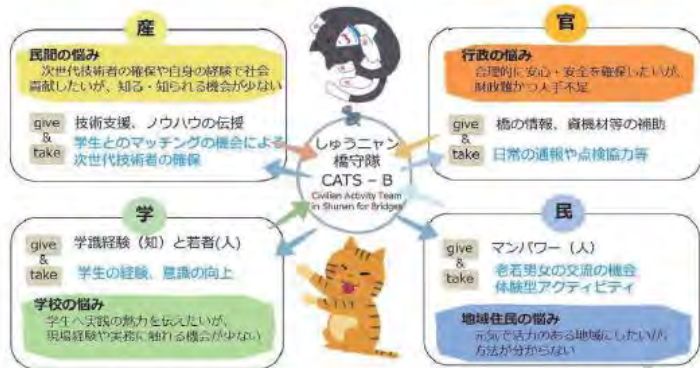 産
民間の悩み
次世代技術者の確保や自身の経験で社会
貢献したいが、知る・知られる機会が少ない
give
&
take
技術支援、ノウハウの伝授
学生とのマッチングの機会による
次世代技術者の確保
官
行政の悩み
合理的に安心・安全を確保したいが、
財政難かつ人手不足
give
&
take
橋の情報、資機材等の補助
日常の通報や点検協力等
しゅうニャン
橋守隊
CATS – B
Civilian Activity Team
in Shunan for Bridges
学
give
&
take
学識経験（知）と若者(人)
学生の経験、意識の向上
学校の悩み
学生へ実践の魅力を伝えたいが、
現場経験や実務に触れる機会が少ない
民
give
&
take
マンパワー（人）
老若男女の交流の機会
体験型アクティビティ
地域住民の悩み
元気で活力のある地域にしたいが、
方法が分からない